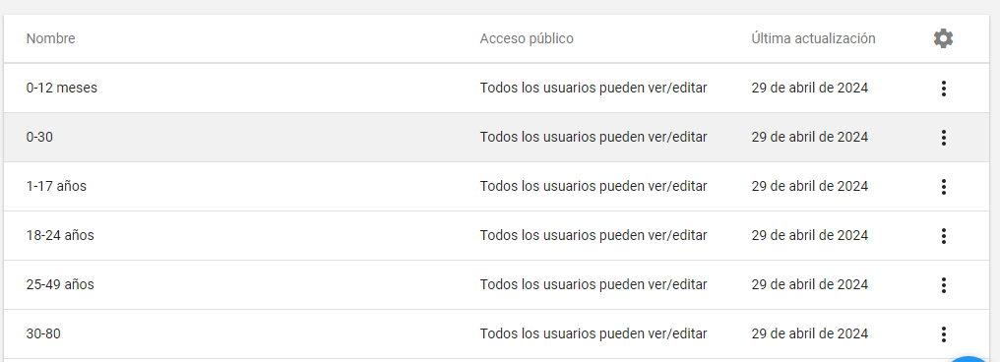 Nombre Acceso público Última actualización
0-12 meses Todos los usuarios pueden ver/editar 29 de abril de 2024
0-30 Todos los usuarios pueden ver/editar 29 de abril de 2024
1-17 años Todos los usuarios pueden ver/editar 29 de abril de 2024
18-24 años Todos los usuarios pueden ver/editar 29 de abril de 2024
25-49 años Todos los usuarios pueden ver/editar 29 de abril de 2024
30-80 Todos los usuarios pueden ver/editar 29 de abril de 2024